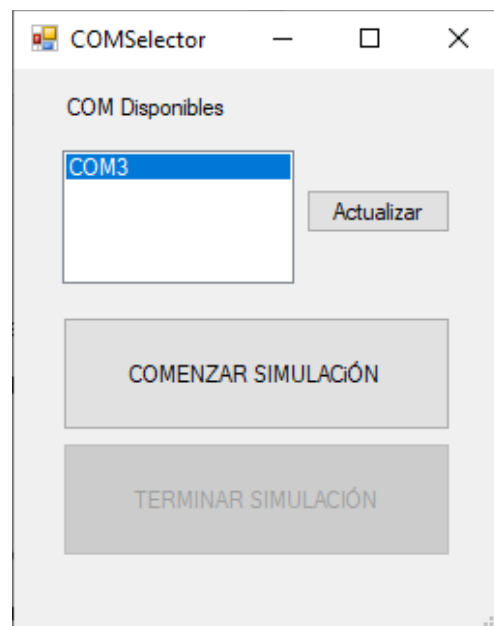 COMSelector
COM Disponibles
COM3
Actualizar
COMENZAR SIMULACiÓN
TERMINAR SIMULACIÓN